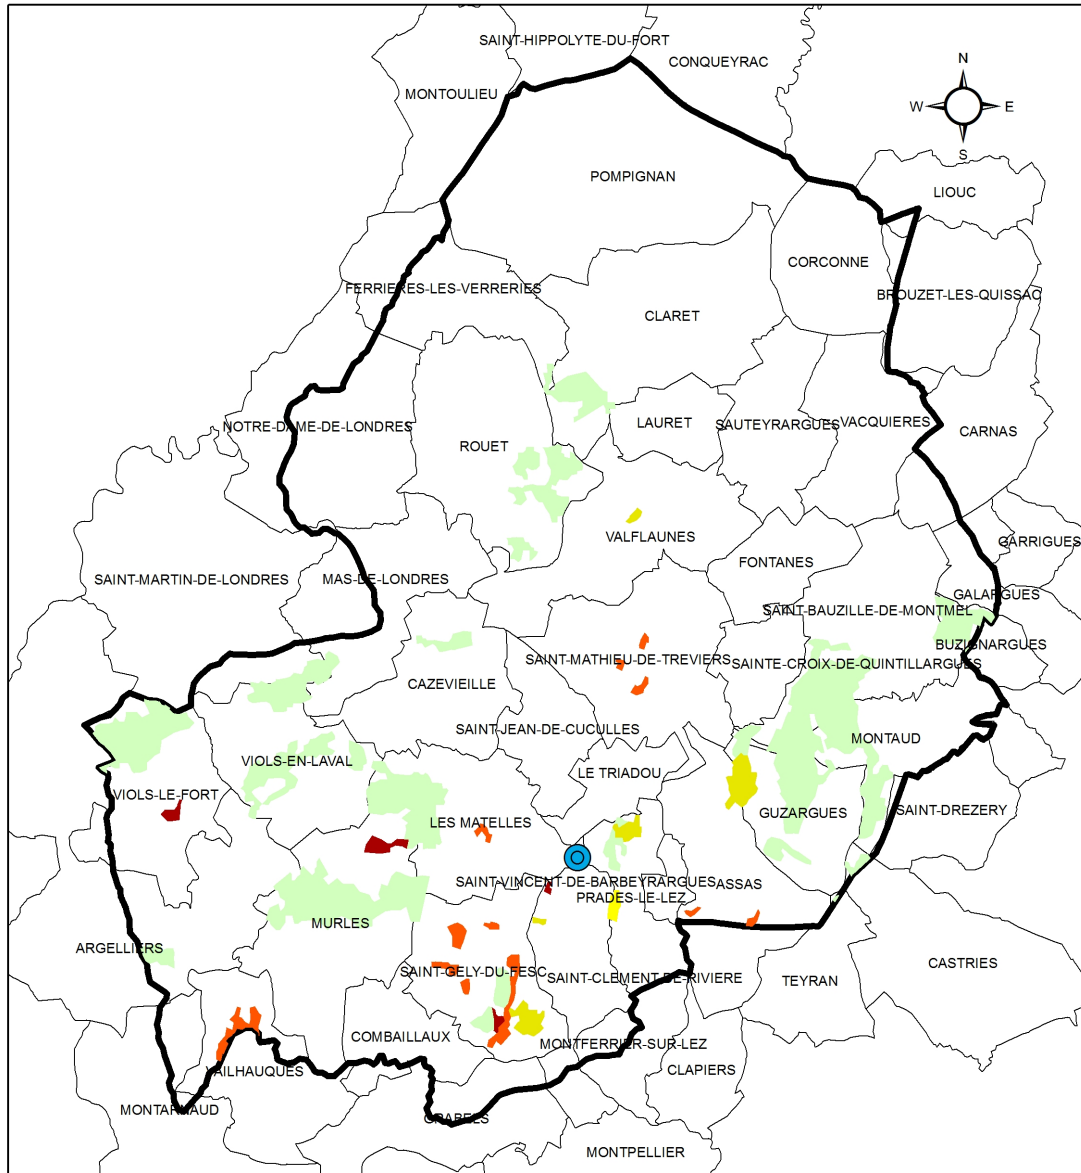 SAINT-HIPPOLYTE-DU-FORT
CONQUEYRAC
N
MONTOULIEU
W
E
S
POMPIGNAN
LIOUC
CORCONNE
FERRIERES-LES-VERRERIES
BROUZET-LES-QUISSAC
CLARET
NOTRE-DAME-DE-LONDRES
LAURET
SAUTEYRARGUES
VACQUIERES
CARNAS
ROUET
VALFLAUNES
GARRIGUES
FONTANES
SAINT-MARTIN-DE-LONDRES
MAS-DE-LONDRES
GALARGUES
SAINT-BAUZILLE-DE-MONTMEL
BUZIGNARGUES
SAINT-MATHIEU-DE-TREVIERS
SAINTE-CROIX-DE-QUINTILLARGUES
CAZEVIEILLE
SAINT-JEAN-DE-CUCULLES
MONTAUD
VIOLS-EN-LAVAL
LE TRIADOU
VIOLS-LE-FORT
GUZARGUES
SAINT-DREZERY
LES MATELLES
SAINT-VINCENT-DE-BARBEYRARGUES
ASSAS
PRADES-LE-LEZ
MURLES
ARGELLIERS
CASTRIES
SAINT-GELY-DU-FESC
SAINT-CLEMENT-DE-RIVIERE
TEYRAN
COMBAILLAUX
MONTFERRIER-SUR-LEZ
VAILHAUQUES
CLAPIERS
MONTARNAUD
GRABELS
MONTPELLIER